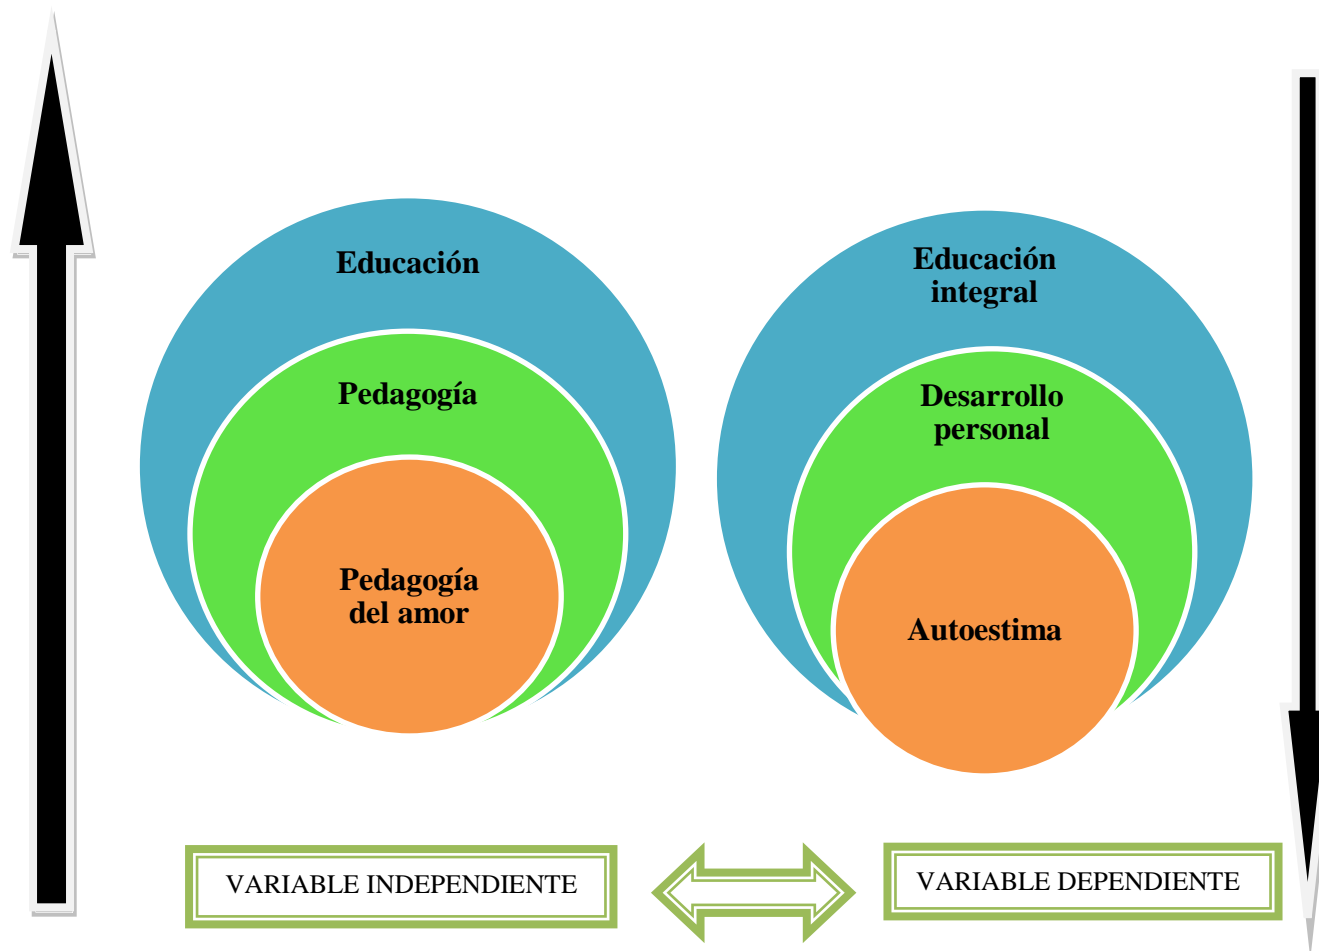 Educación
Pedagogía
Pedagogía
del amor
Educación
integral
Desarrollo
personal
Autoestima
VARIABLE INDEPENDIENTE
VARIABLE DEPENDIENTE